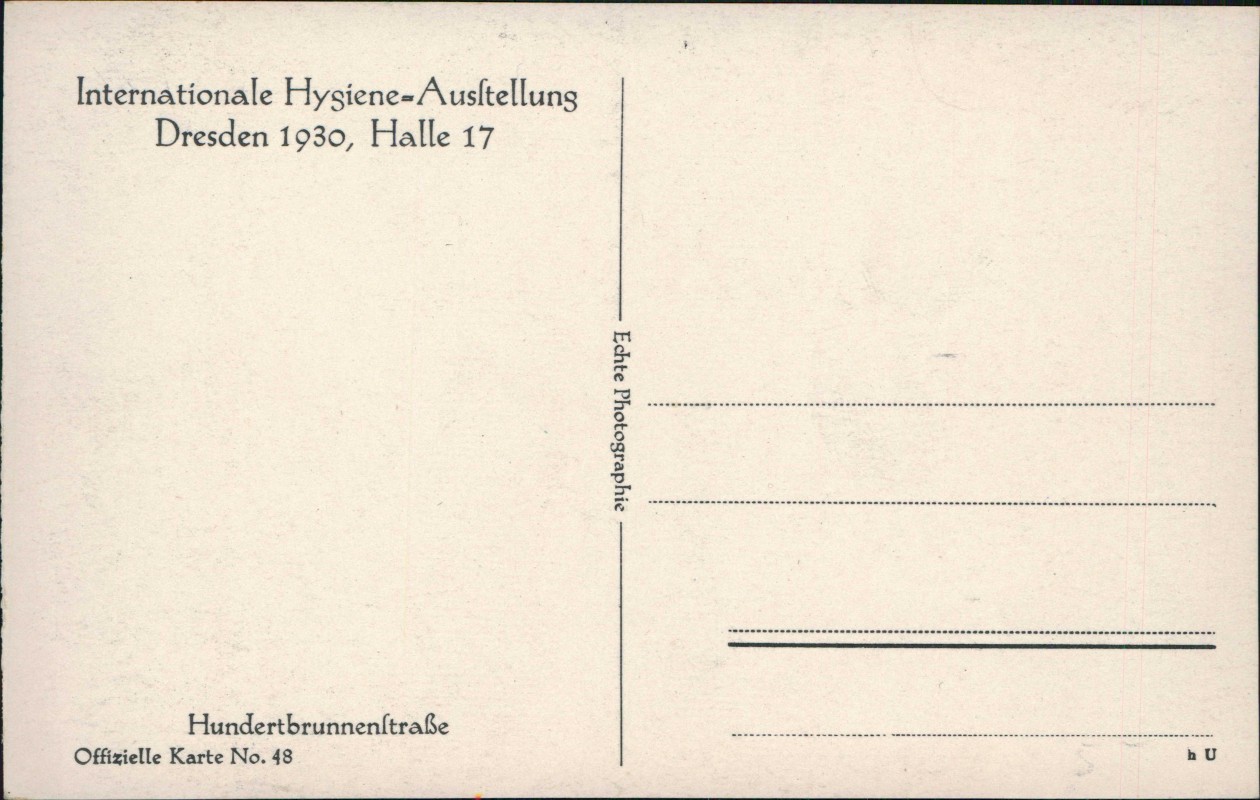 Internationale Hygiene-Ausſtellung
Dresden 1930, Halle 17
Echte Photographie
Hundertbrunnenſtraße
Offizielle Karte No. 48
h U